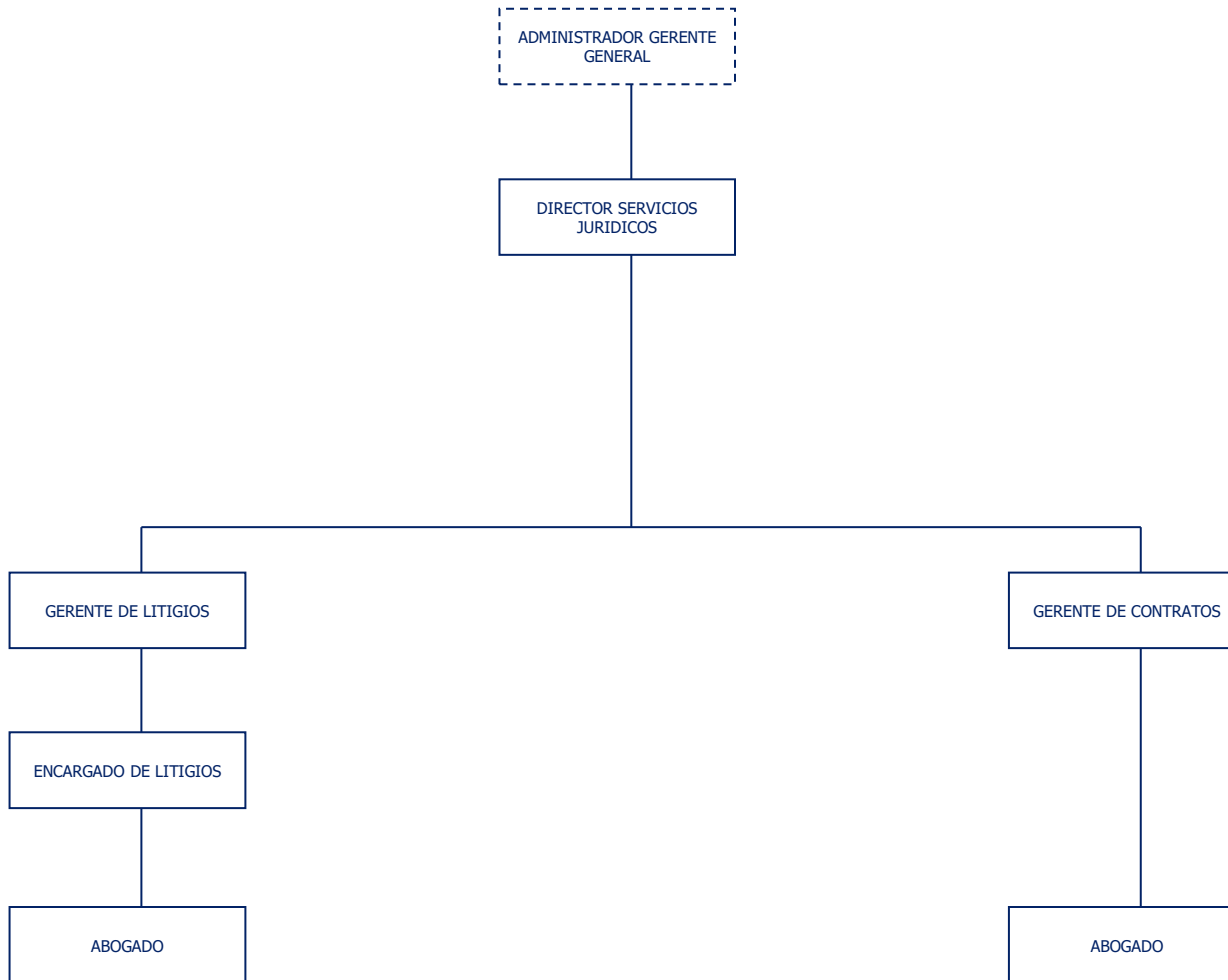 ADMINISTRADOR GERENTE
GENERAL
DIRECTOR SERVICIOS
JURIDICOS
GERENTE DE LITIGIOS
GERENTE DE CONTRATOS
ENCARGADO DE LITIGIOS
ABOGADO
ABOGADO